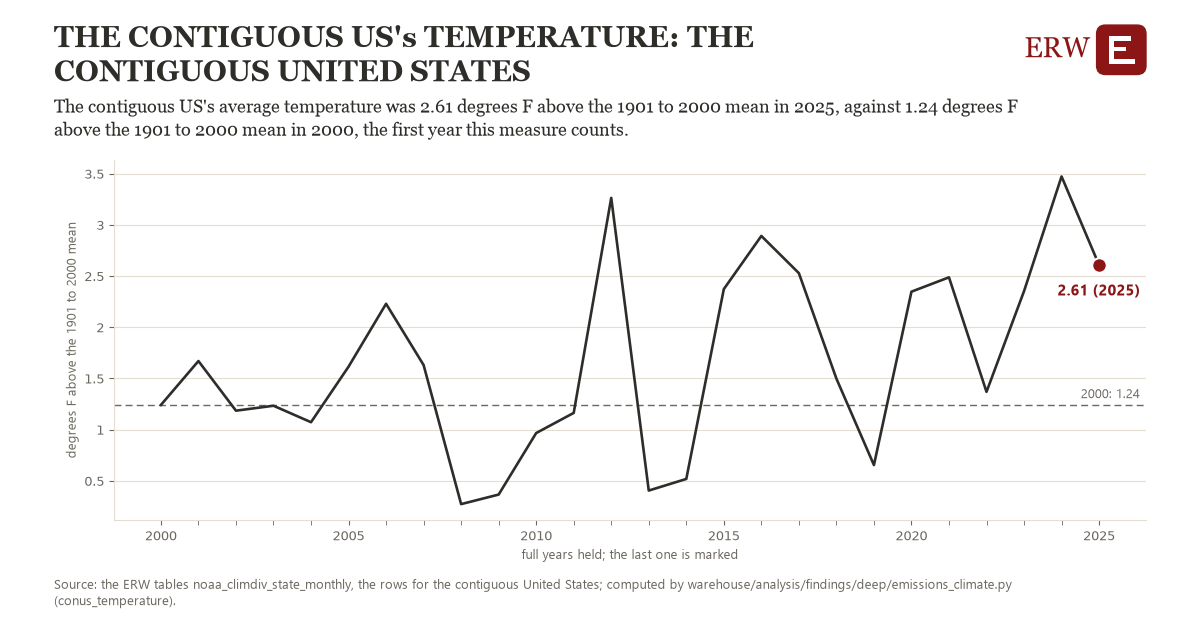 THE CONTIGUOUS US's TEMPERATURE: THE
CONTIGUOUS UNITED STATES
ERW E
The contiguous US's average temperature was 2.61 degrees F above the 1901 to 2000 mean in 2025, against 1.24 degrees F
above the 1901 to 2000 mean in 2000, the first year this measure counts.
degrees F above the 1901 to 2000 mean
3.5
3
2.5
2
1.5
1
0.5
2.61 (2025)
2000: 1.24
2000 2005 2010 2015 2020 2025
full years held; the last one is marked
Source: the ERW tables noaa_climdiv_state_monthly, the rows for the contiguous United States; computed by warehouse/analysis/findings/deep/emissions_climate.py
(conus_temperature).